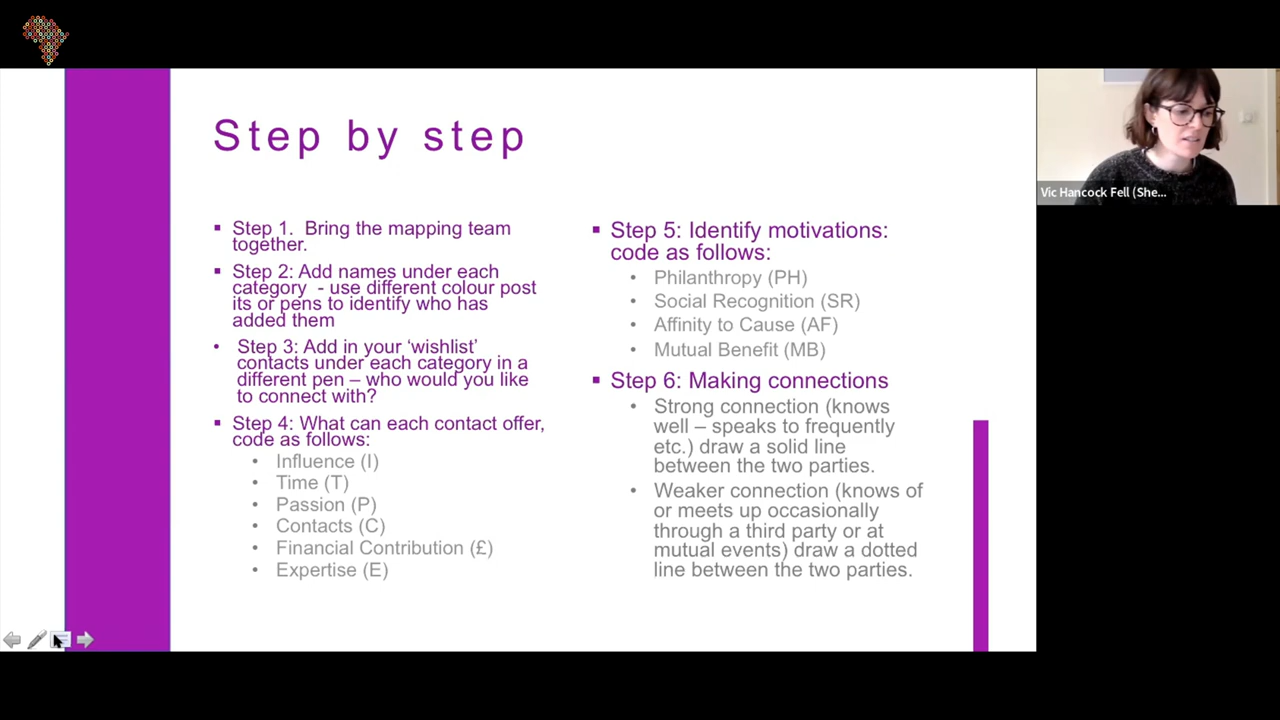 Step by step
Step 1.  Bring the mapping team
together.
Step 2: Add names under each
category  - use different colour post
its or pens to identify who has
added them
Step 3: Add in your ‘wishlist’
contacts under each category in a
different pen – who would you like
to connect with?
Step 4: What can each contact offer,
code as follows:
Influence (I)
Time (T)
Passion (P)
Contacts (C)
Financial Contribution (£)
Expertise (E)
Step 5: Identify motivations:
code as follows:
Philanthropy (PH)
Social Recognition (SR)
Affinity to Cause (AF)
Mutual Benefit (MB)
Step 6: Making connections
Strong connection (knows
well – speaks to frequently
etc.) draw a solid line
between the two parties.
Weaker connection (knows of
or meets up occasionally
through a third party or at
mutual events) draw a dotted
line between the two parties.
Vic Hancock Fell (She...